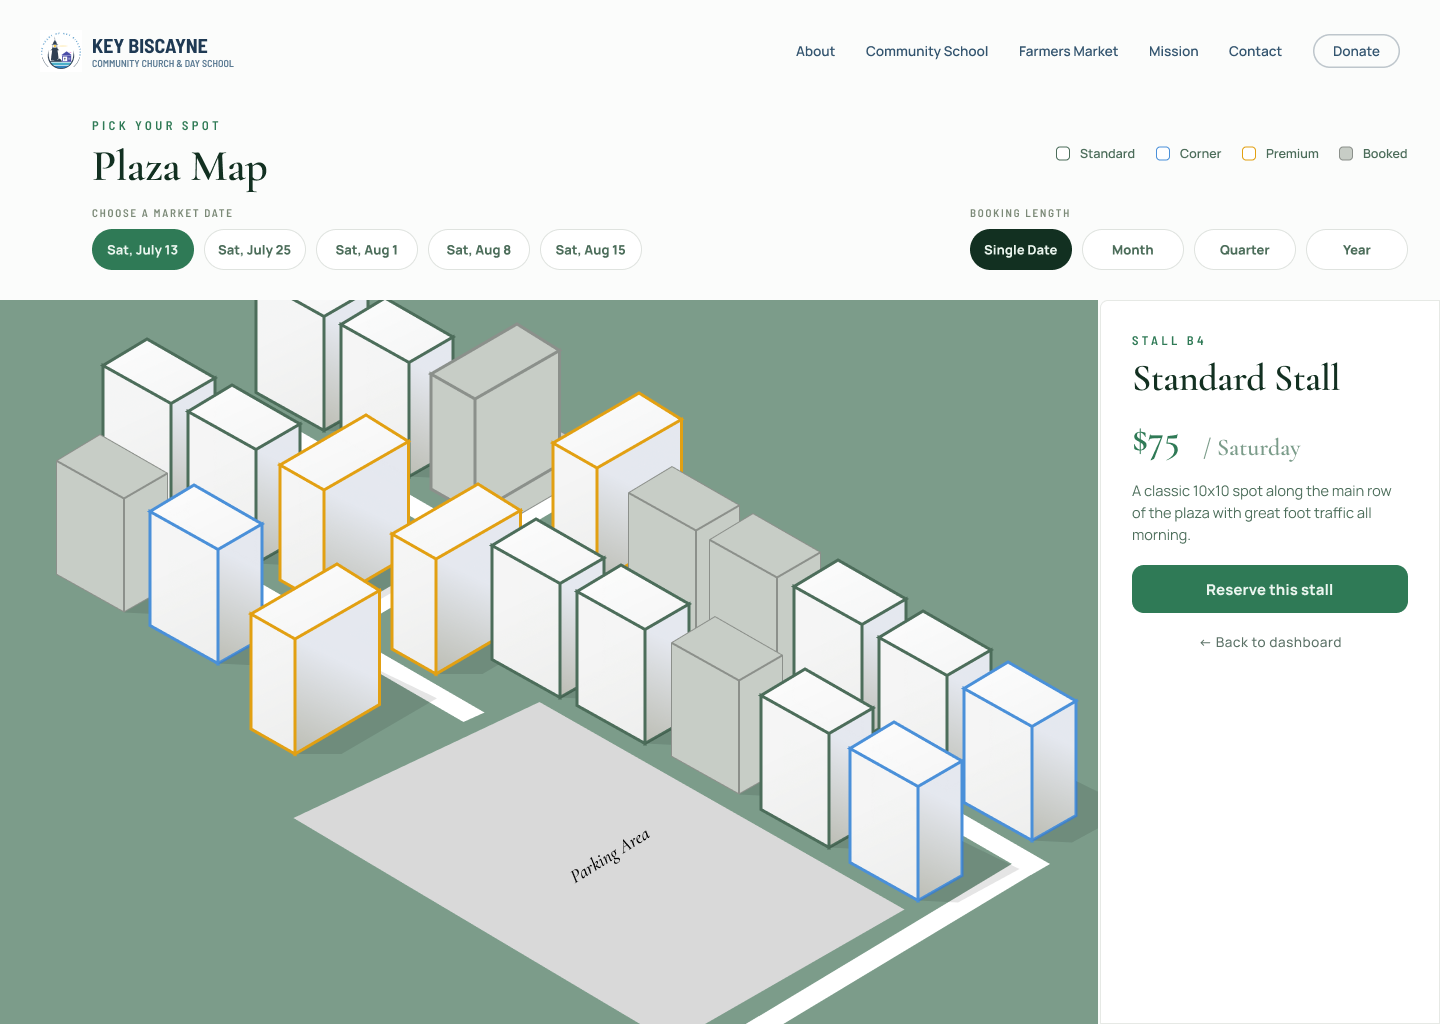 KEY BISCAYNE
COMMUNITY CHURCH & DAY SCHOOL
About
Community School
Farmers Market
Mission
Contact
Donate
PICK YOUR SPOT
Plaza Map
Standard
Corner
Premium
Booked
CHOOSE A MARKET DATE
Sat, July 13
Sat, July 25
Sat, Aug 1
Sat, Aug 8
Sat, Aug 15
BOOKING LENGTH
Single Date
Month
Quarter
Year
Parking Area
STALL B4
Standard Stall
$75 / Saturday
A classic 10x10 spot along the main row
of the plaza with great foot traffic all
morning.
Reserve this stall
← Back to dashboard